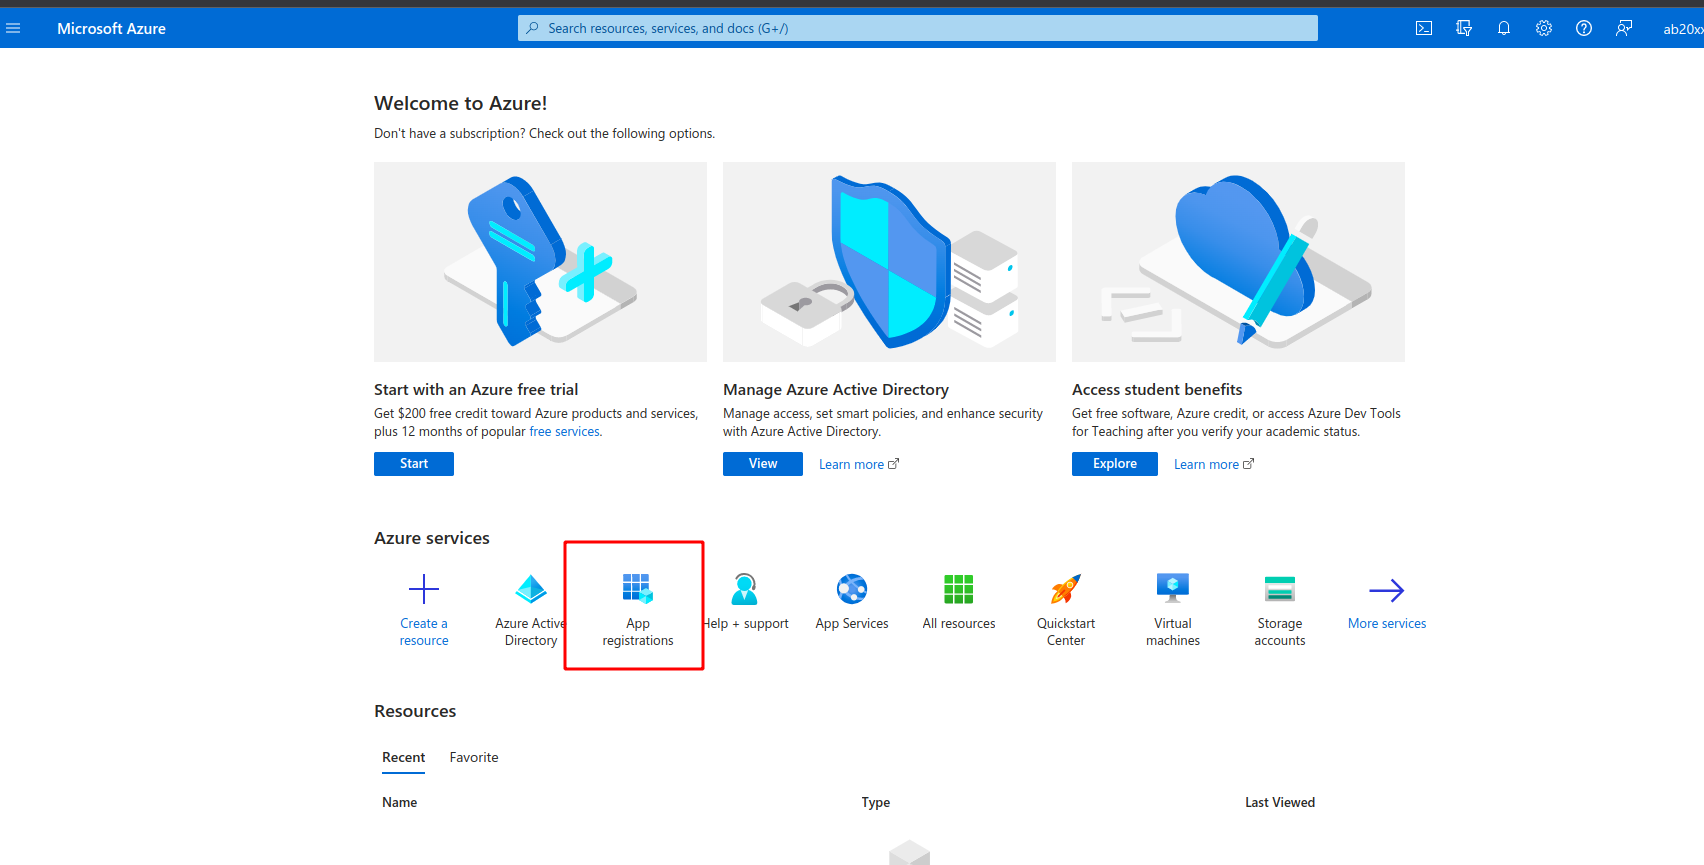 Microsoft Azure
Search resources, services, and docs (G+/)
ab20xx
Welcome to Azure!
Don't have a subscription? Check out the following options.
Start with an Azure free trial
Get $200 free credit toward Azure products and services,
plus 12 months of popular free services.
Start
Manage Azure Active Directory
Manage access, set smart policies, and enhance security
with Azure Active Directory.
View Learn more
Access student benefits
Get free software, Azure credit, or access Azure Dev Tools
for Teaching after you verify your academic status.
Explore Learn more
Azure services
Create a
resource
Azure Active
Directory
App
registrations
Help + support
App Services
All resources
Quickstart
Center
Virtual
machines
Storage
accounts
More services
Resources
Recent Favorite
Name Type Last Viewed